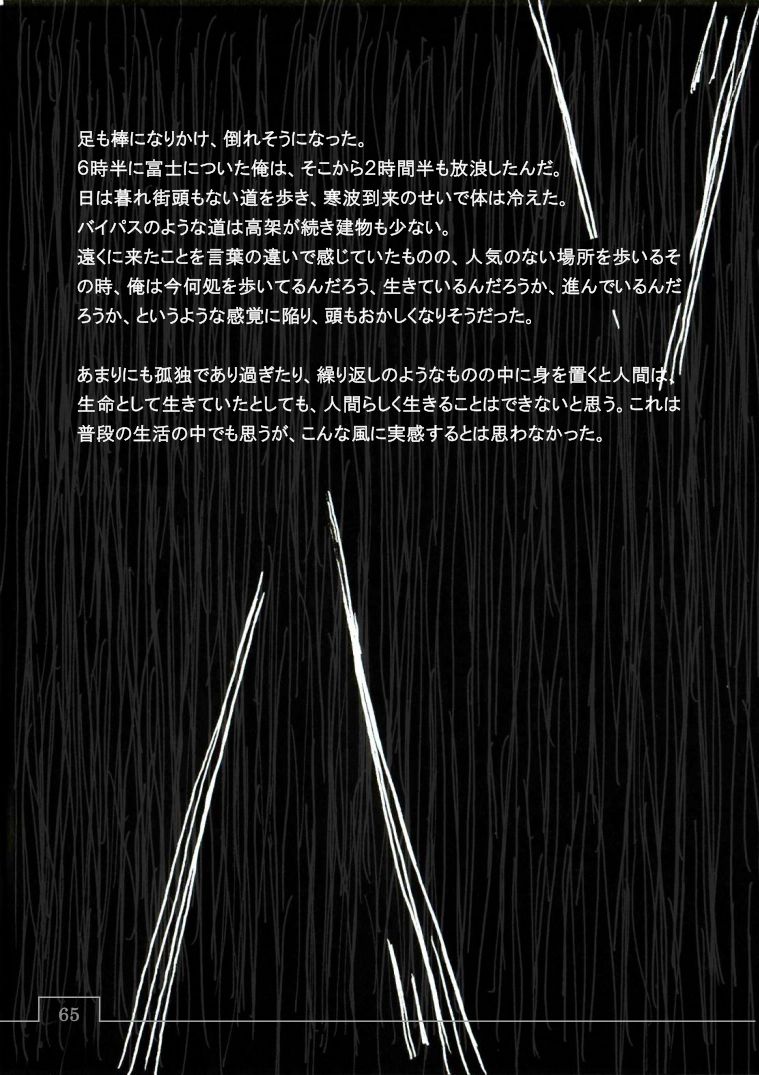 足も棒になりかけ、倒れそうになった。
6時半に富士についた俺は、そこから2時間半も放浪したんだ。
日は暮れ街頭もない道を歩き、寒波到来のせいで体は冷えた。
バイパスのような道は高架が続き建物も少ない。
遠くに来たことを言葉の違いで感じていたものの、人気のない場所を歩いるそ
の時、俺は今何処を歩いてるんだろう、生きているんだろうか、進んでいるんだ
ろうか、というような感覚に陥り、頭もおかしくなりそうだった。
あまりにも孤独であり過ぎたり、繰り返しのようなものの中に身を置くと人間は、
生命として生きていたとしても、人間らしく生きることはできないと思う。これは
普段の生活の中でも思うが、こんな風に実感するとは思わなかった。
65